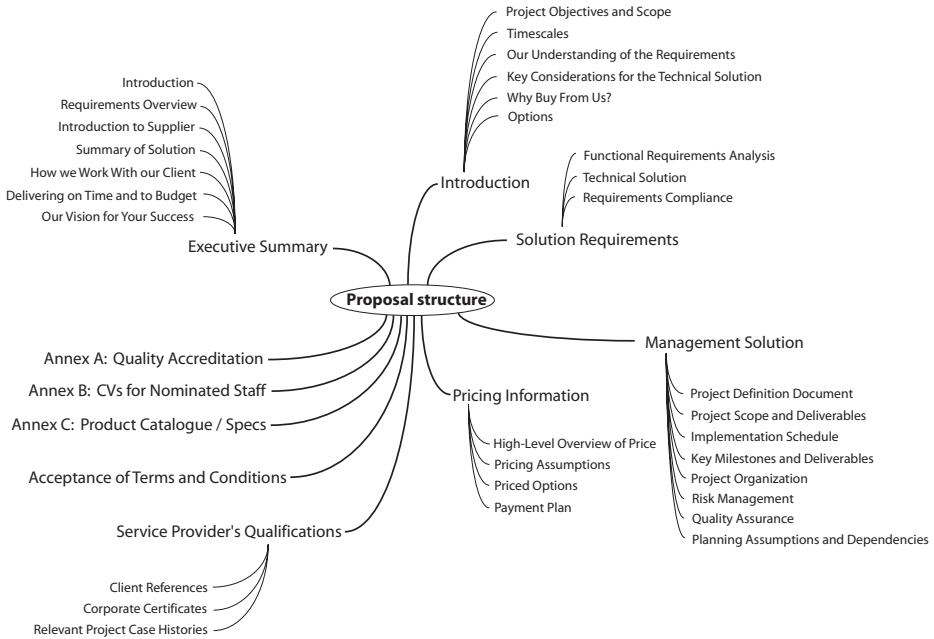 Proposal structure
Executive Summary
Introduction
Requirements Overview
Introduction to Supplier
Summary of Solution
How we Work With our Client
Delivering on Time and to Budget
Our Vision for Your Success
Introduction
Project Objectives and Scope
Timescales
Our Understanding of the Requirements
Key Considerations for the Technical Solution
Why Buy From Us?
Options
Solution Requirements
Functional Requirements Analysis
Technical Solution
Requirements Compliance
Management Solution
Project Definition Document
Project Scope and Deliverables
Implementation Schedule
Key Milestones and Deliverables
Project Organization
Risk Management
Quality Assurance
Planning Assumptions and Dependencies
Pricing Information
High-Level Overview of Price
Pricing Assumptions
Priced Options
Payment Plan
Service Provider's Qualifications
Client References
Corporate Certificates
Relevant Project Case Histories
Acceptance of Terms and Conditions
Annex C: Product Catalogue / Specs
Annex B: CVs for Nominated Staff
Annex A: Quality Accreditation